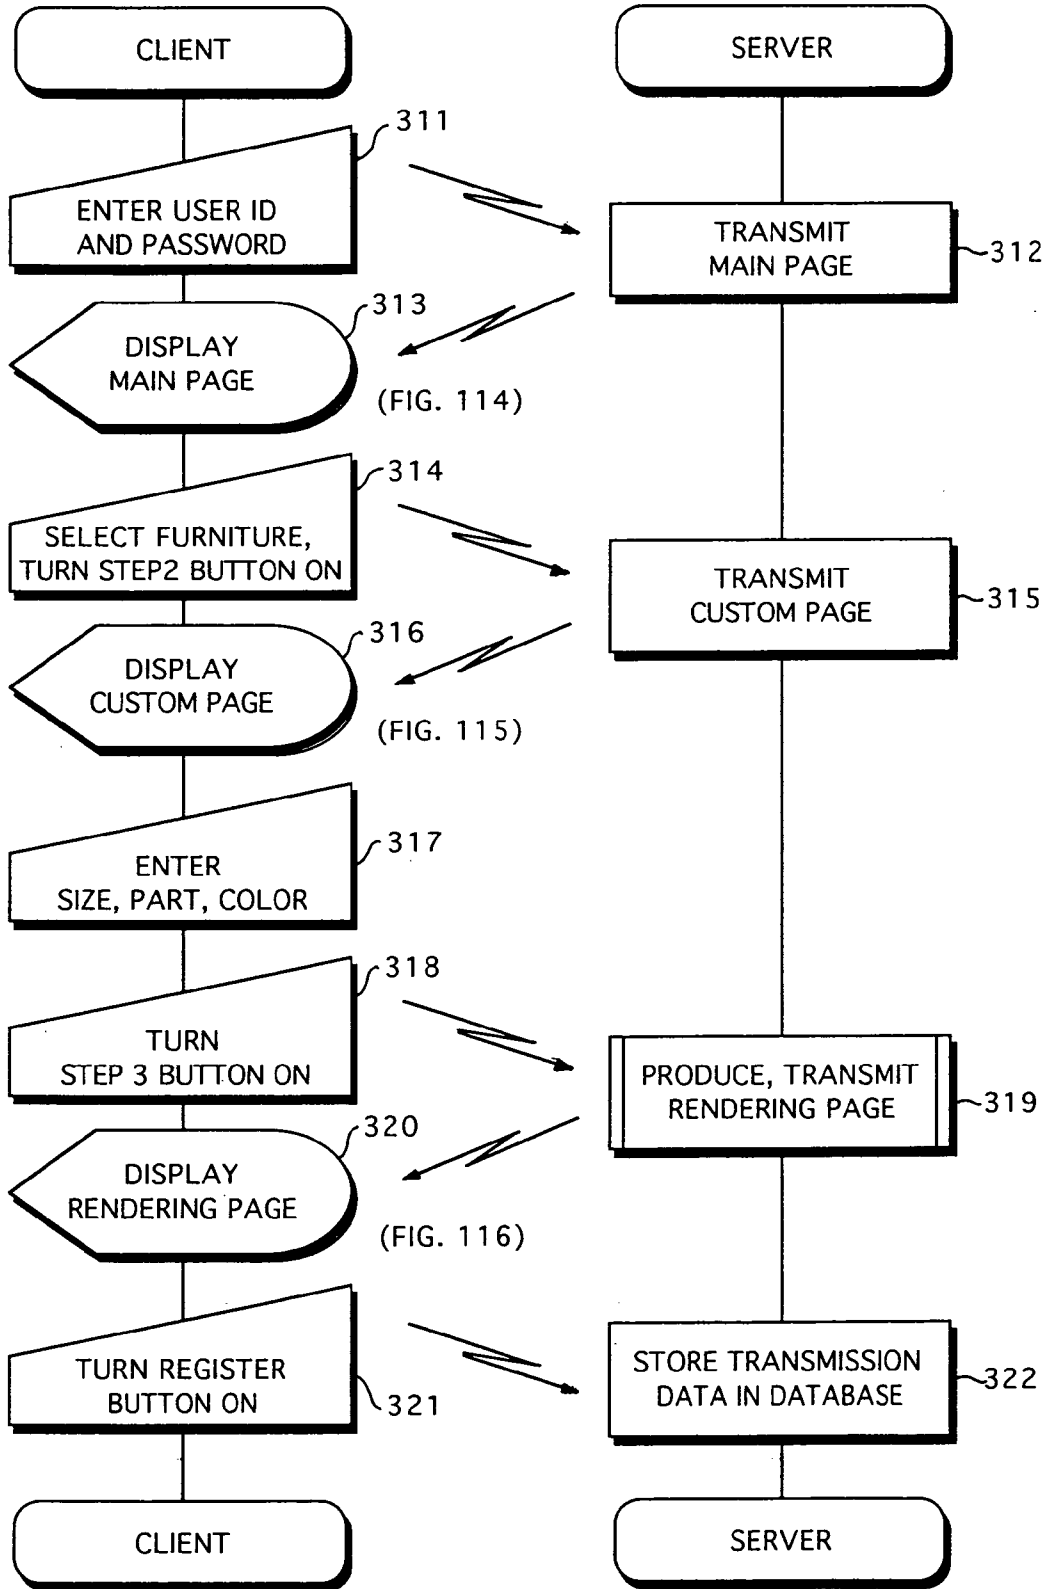 CLIENT
SERVER
311
ENTER USER ID
AND PASSWORD
TRANSMIT
MAIN PAGE
312
313
DISPLAY
MAIN PAGE
(FIG. 114)
314
SELECT FURNITURE,
TURN STEP2 BUTTON ON
TRANSMIT
CUSTOM PAGE
315
316
DISPLAY
CUSTOM PAGE
(FIG. 115)
317
ENTER
SIZE, PART, COLOR
318
TURN
STEP 3 BUTTON ON
PRODUCE, TRANSMIT
RENDERING PAGE
319
320
DISPLAY
RENDERING PAGE
(FIG. 116)
TURN REGISTER
BUTTON ON
321
STORE TRANSMISSION
DATA IN DATABASE
322
CLIENT
SERVER